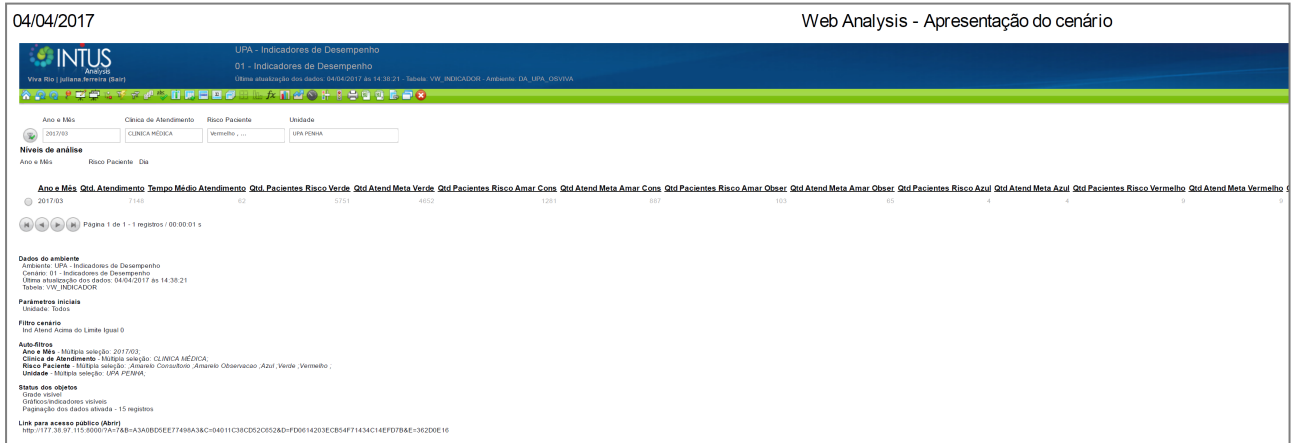 04/04/2017 Web Analysis - Apresentação do cenário
INTUS
Analysis
Viva Rio | juliana.ferreira (Sair)
UPA - Indicadores de Desempenho
01 - Indicadores de Desempenho
Última atualização dos dados: 04/04/2017 às 14:38:21 - Tabela: VW_INDICADOR - Ambiente: DA_UPA_OSVIVA
Ano e Mês Clinica de Atendimento Risco Paciente Unidade
2017/03 CLINICA MÉDICA Vermelho , ... UPA PENHA
Níveis de análise
Ano e Mês Risco Paciente Dia
Ano e Mês Qtd. Atendimento Tempo Médio Atendimento Qtd. Pacientes Risco Verde Qtd Atend Meta Verde Qtd Pacientes Risco Amar Cons Qtd Atend Meta Amar Cons Qtd Pacientes Risco Amar Obser Qtd Atend Meta Amar Obser Qtd Pacientes Risco Azul Qtd Atend Meta Azul Qtd Pacientes Risco Vermelho Qtd Atend Meta Vermelho
2017/03 7148 62 5751 4652 1281 887 103 65 4 4 9 9
Página 1 de 1 - 1 registros / 00:00:01 s
Dados do ambiente
Ambiente: UPA - Indicadores de Desempenho
Cenário: 01 - Indicadores de Desempenho
Última atualização dos dados: 04/04/2017 às 14:38:21
Tabela: VW_INDICADOR
Parâmetros iniciais
Unidade: Todos
Filtro cenário
Ind Atend Acima do Limite Igual 0
Auto-filtros
Ano e Mês - Múltipla seleção: 2017/03;
Clinica de Atendimento - Múltipla seleção: CLINICA MÉDICA;
Risco Paciente - Múltipla seleção: ,Amarelo Consultorio ,Amarelo Observacao ,Azul ,Verde ,Vermelho ;
Unidade - Múltipla seleção: UPA PENHA;
Status dos objetos
Grade visível
Gráficos/indicadores visíveis
Paginação dos dados ativada - 15 registros
Link para acesso público (Abrir)
http://177.38.97.115:8000/?A=7&B=A3A0BD5EE77498A3&C=04011C38CD52C652&D=FD0614203ECB54F71434C14EFD7B&E=362D0E16